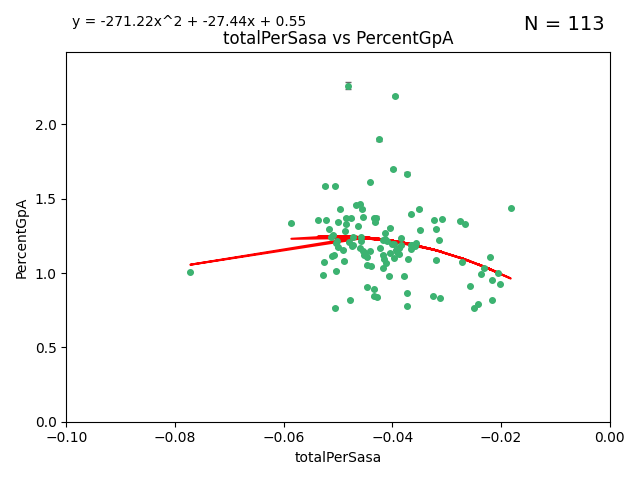 y = -271.22x^2 + -27.44x + 0.55
N = 113
totalPerSasa vs PercentGpA
PercentGpA
2.0
1.5
1.0
0.5
0.0
−0.10 −0.08 −0.06 −0.04 −0.02 0.00
totalPerSasa